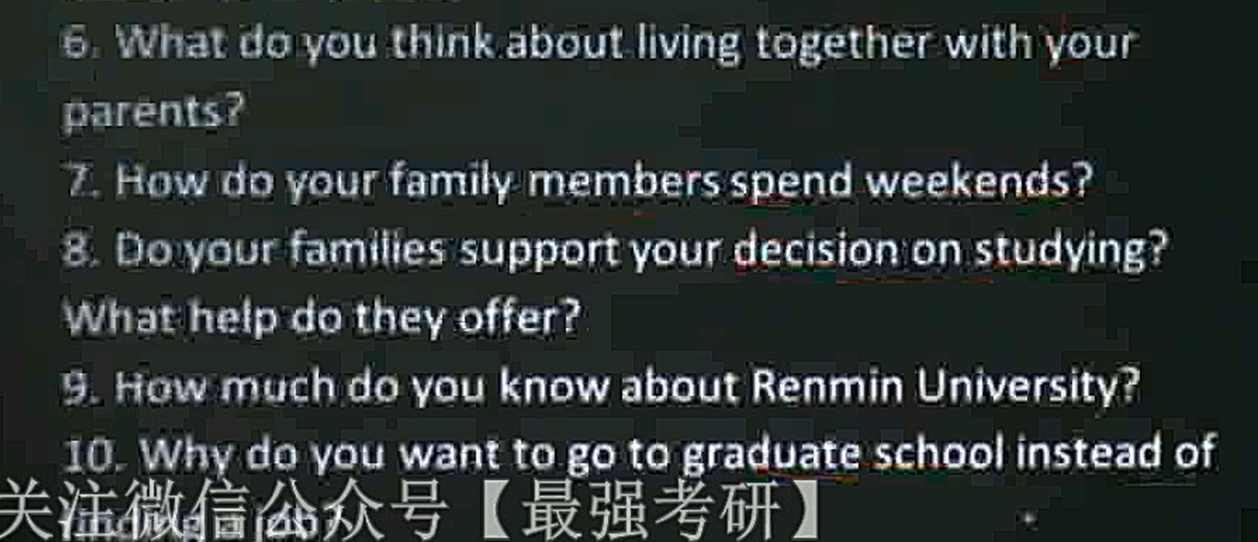 6. What do you think about living together with your
parents?
7. How do your family members spend weekends?
8. Do your families support your decision on studying?
What help do they offer?
9. How much do you know about Renmin University?
10. Why do you want to go to graduate school instead of
finding a job?
关注微信公众号【最强考研】